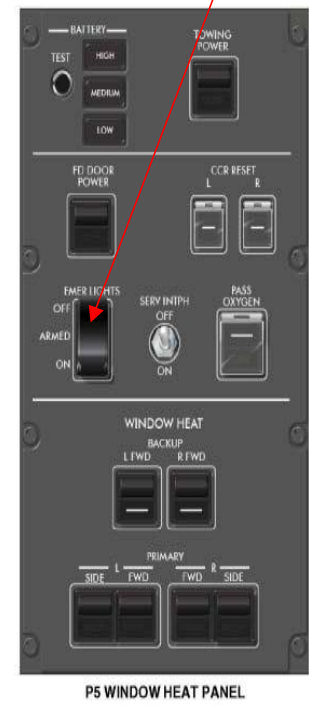 BATTERY
TEST
HIGH
MEDIUM
LOW
TOWING
POWER
FD DOOR
POWER
CCR RESET
L R
EMER LIGHTS
OFF
ARMED
ON
SERV INTPH
OFF
ON
PASS
OXYGEN
WINDOW HEAT
BACKUP
L FWD R FWD
PRIMARY
L R
SIDE FWD FWD SIDE
P5 WINDOW HEAT PANEL